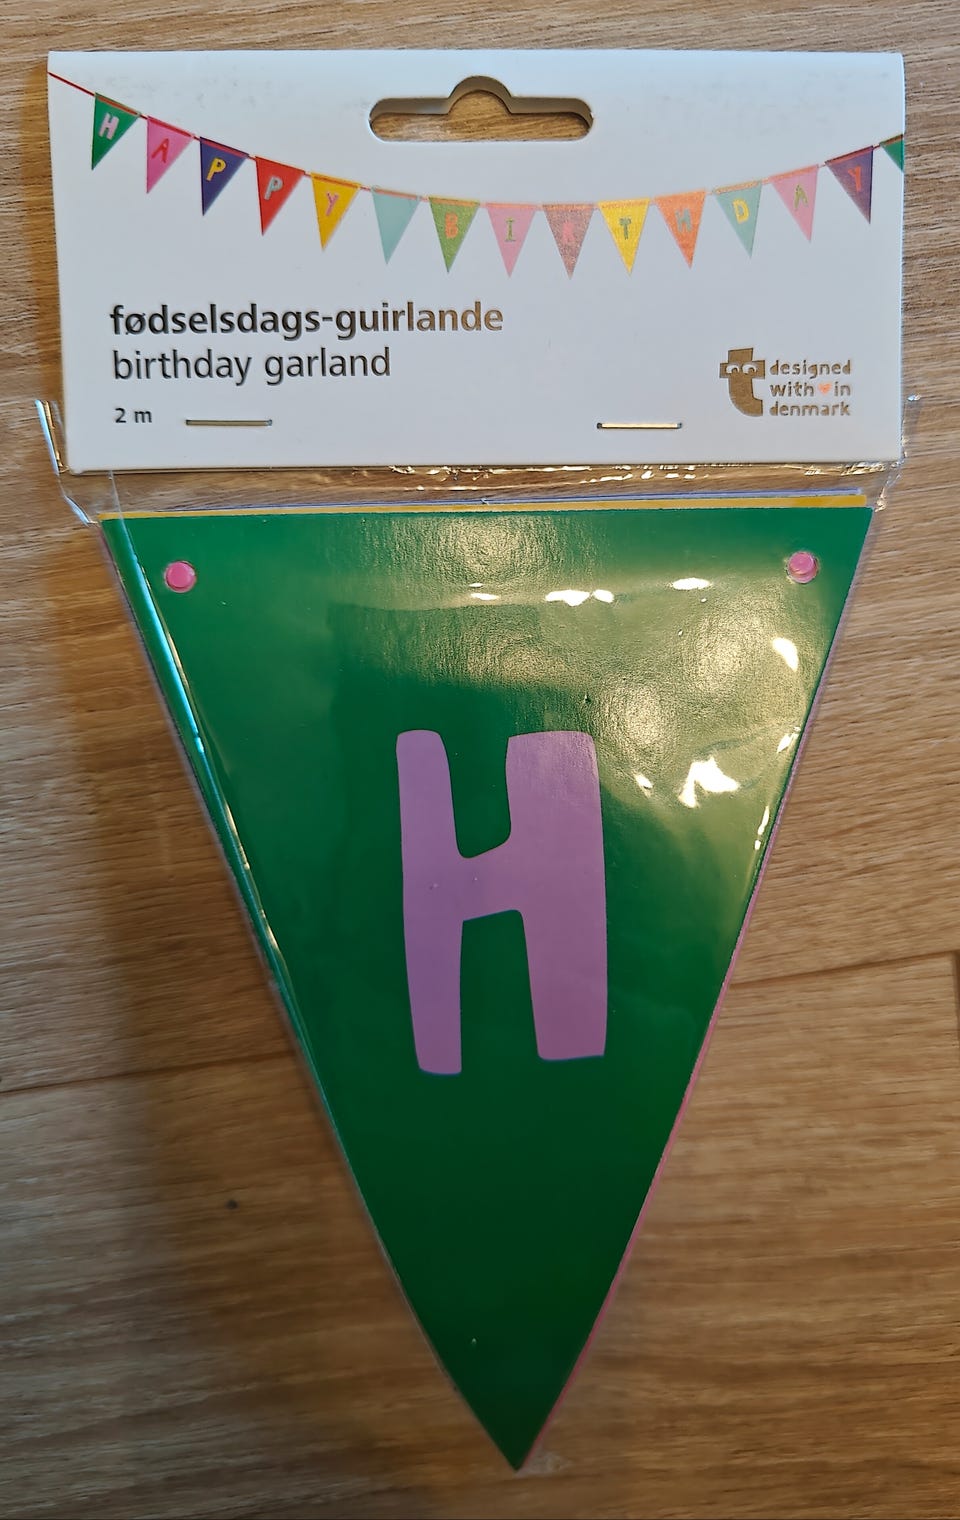 HAPPY BIRTHDAY
fødselsdags-guirlande
birthday garland
2 m
designed
with in
denmark
H